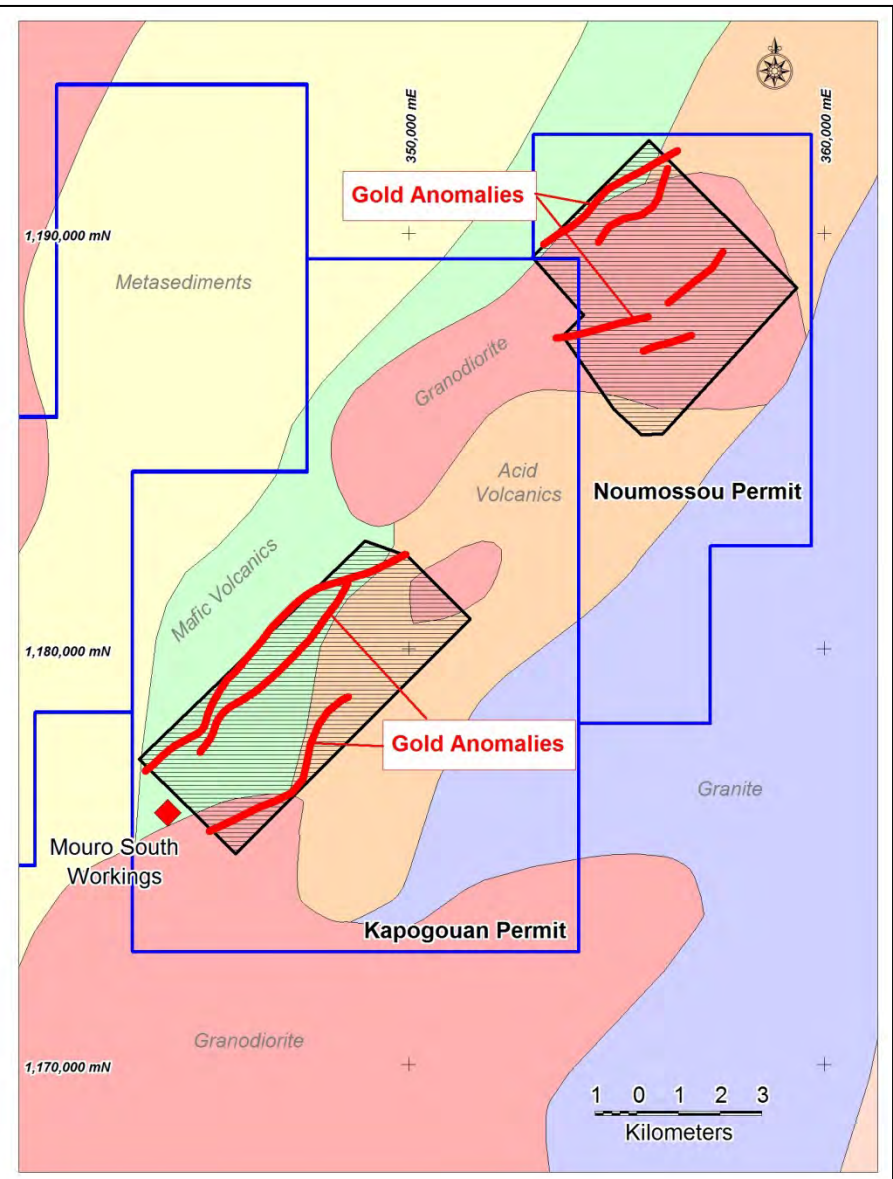 350,000 mE
360,000 mE
Gold Anomalies
1,190,000 mN
Metasediments
Granodiorite
Acid
Volcanics
Noumossou Permit
Mafic Volcanics
1,180,000 mN
Gold Anomalies
Granite
Mouro South
Workings
Kapogouan Permit
Granodiorite
1,170,000 mN
1 0 1 2 3
Kilometers